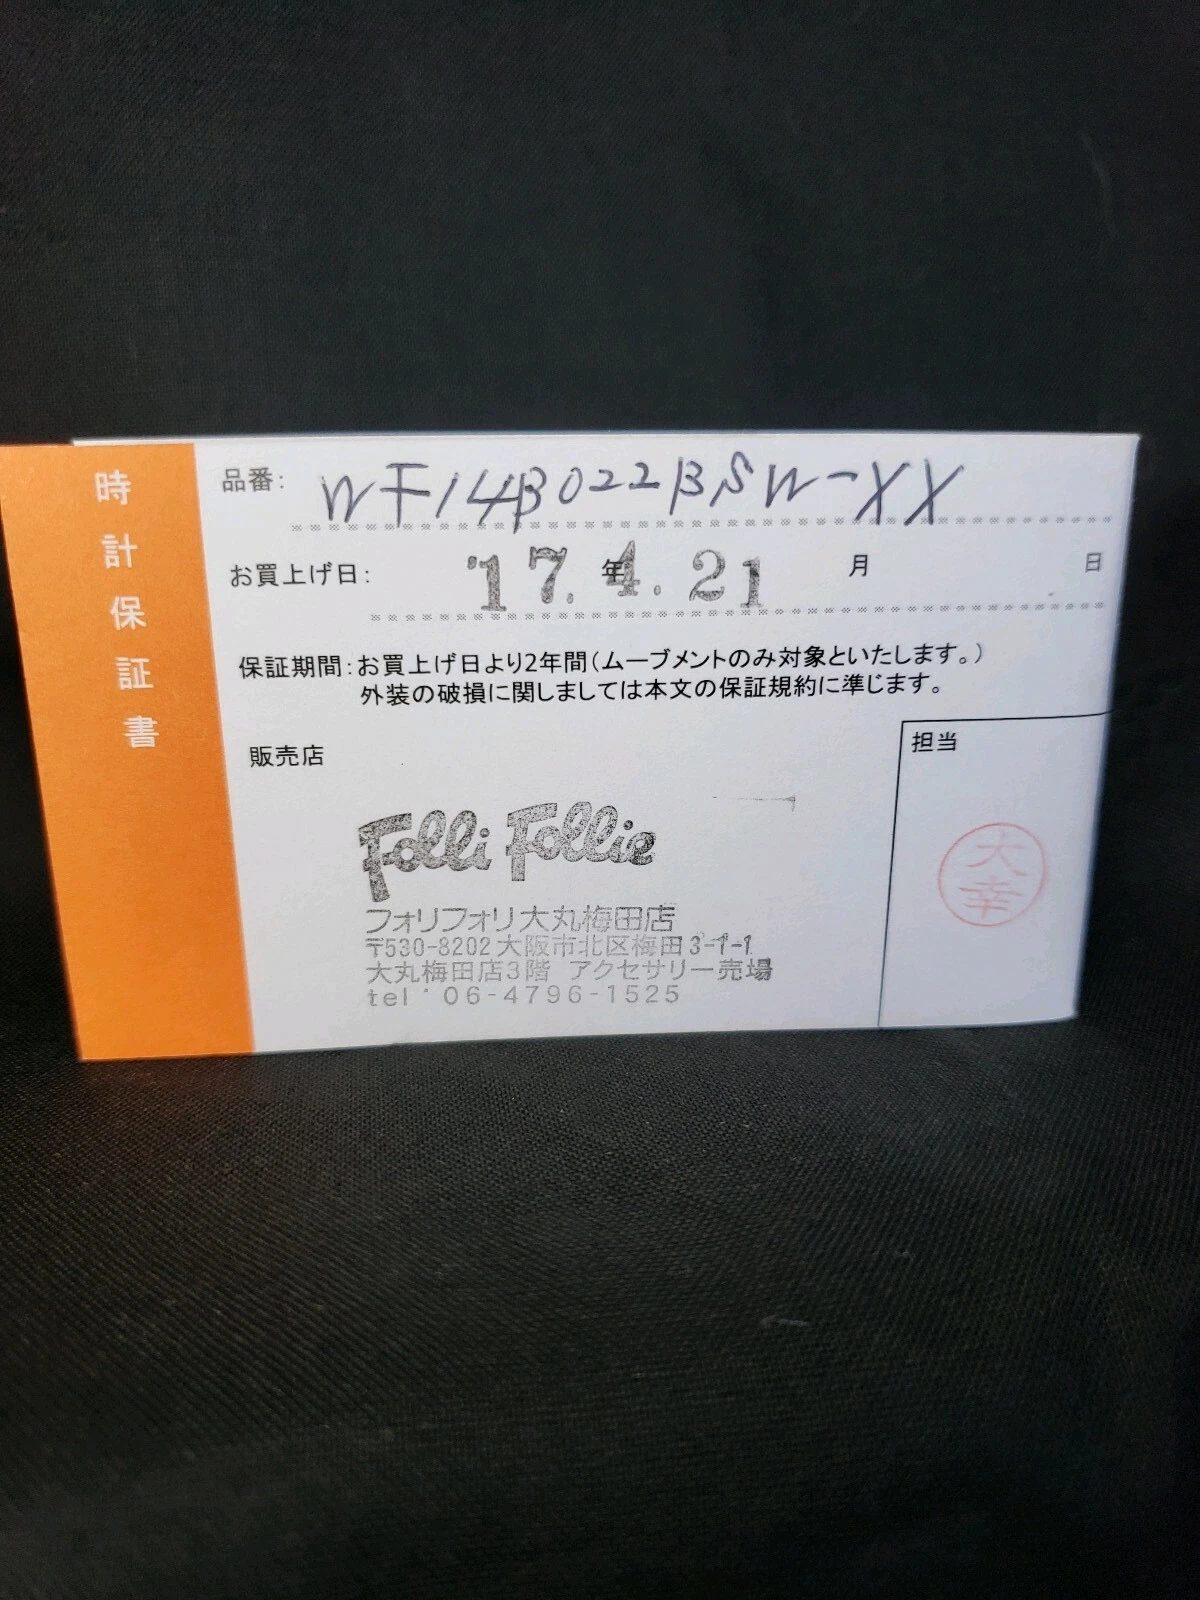 時計保証書
品番: WF14B022BSW-XX
お買上げ日: '17.年4.21 月 日
保証期間:お買上げ日より2年間(ムーブメントのみ対象といたします。)
外装の破損に関しましては本文の保証規約に準じます。
販売店
担当
Folli Follie
大幸
フォリフォリ大丸梅田店
〒530-8202 大阪市北区梅田3-1-1
大丸梅田店3階 アクセサリー売場
tel・06-4796-1525